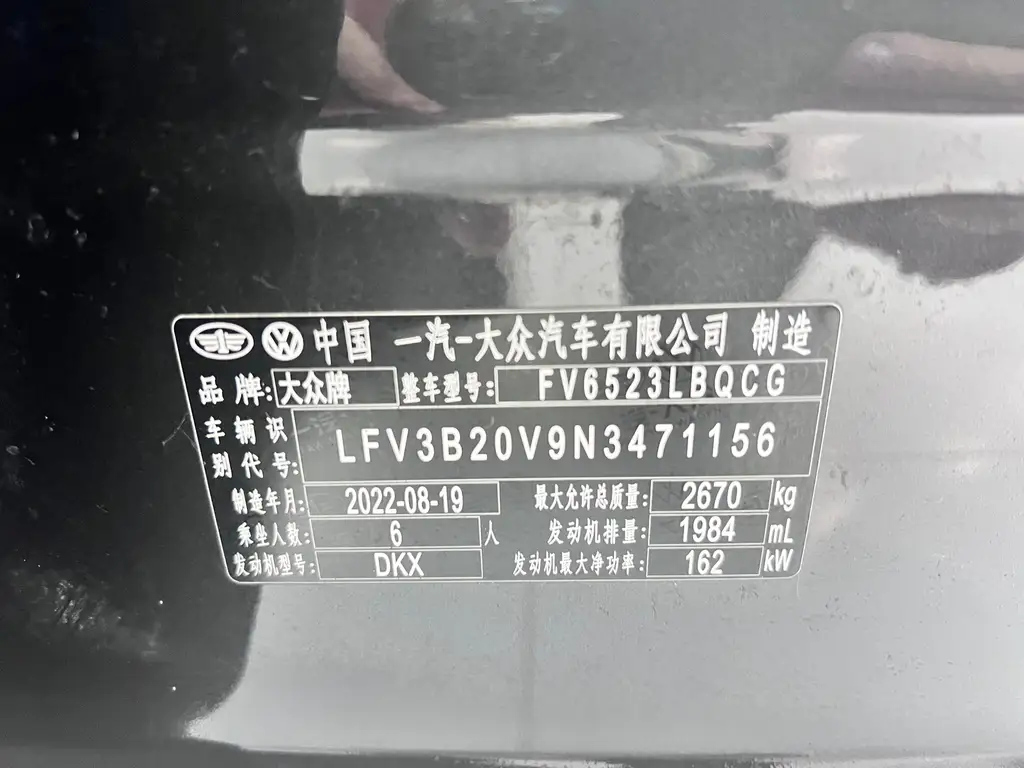 中国 一汽-大众汽车有限公司 制造
品牌: 大众牌 整车型号: FV6523LBQCG
车辆识别代号: LFV3B20V9N3471156
制造年月: 2022-08-19 最大允许总质量: 2670 kg
乘坐人数: 6 人 发动机排量: 1984 mL
发动机型号: DKX 发动机最大净功率: 162 kW